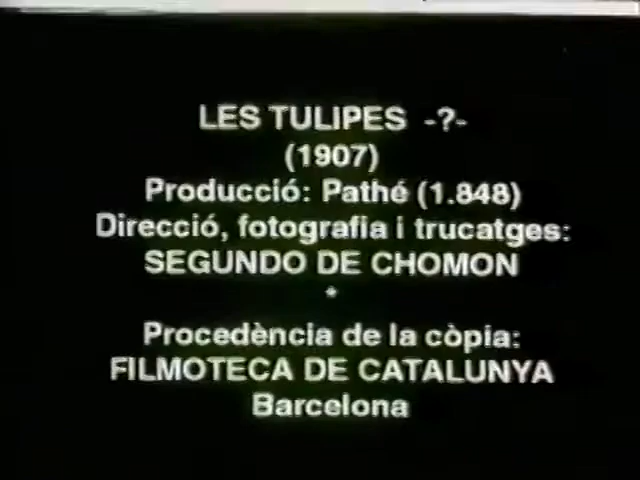 LES TULIPES -?-
(1907)
Producció: Pathé (1.848)
Direcció, fotografia i trucatges:
SEGUNDO DE CHOMON
*
Procedència de la còpia:
FILMOTECA DE CATALUNYA
Barcelona